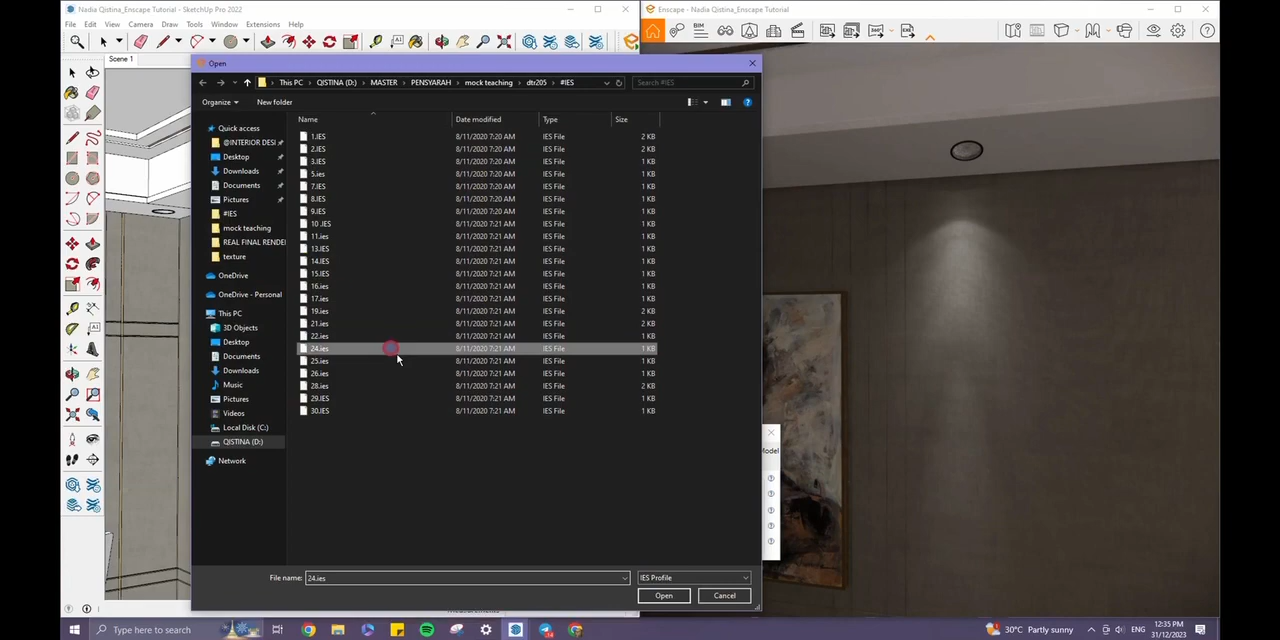 Nadia Qistina_Enscape Tutorial - SketchUp Pro 2022
Enscape - Nadia Qistina_Enscape Tutorial
File Edit View Camera Draw Tools Window Extensions Help
BIM
360°
EXE
Scene 1
Open
This PC QISTINA (D:) MASTER PENSYARAH mock teaching dtr205 #IES
Search #IES
Organize New folder
Name Date modified Type Size
Quick access
@INTERIOR DESI
Desktop
Downloads
Documents
Pictures
#IES
mock teaching
REAL FINAL RENDER
texture
OneDrive
OneDrive - Personal
This PC
3D Objects
Desktop
Documents
Downloads
Music
Pictures
Videos
Local Disk (C:)
QISTINA (D:)
Network
1.IES 8/11/2020 7:20 AM IES File 2 KB
2.IES 8/11/2020 7:20 AM IES File 2 KB
3.IES 8/11/2020 7:20 AM IES File 1 KB
5.ies 8/11/2020 7:20 AM IES File 1 KB
7.IES 8/11/2020 7:20 AM IES File 1 KB
8.IES 8/11/2020 7:20 AM IES File 1 KB
9.IES 8/11/2020 7:20 AM IES File 1 KB
10 .IES 8/11/2020 7:21 AM IES File 1 KB
11.ies 8/11/2020 7:21 AM IES File 1 KB
13.IES 8/11/2020 7:21 AM IES File 1 KB
14.IES 8/11/2020 7:21 AM IES File 1 KB
15.IES 8/11/2020 7:21 AM IES File 1 KB
16.ies 8/11/2020 7:21 AM IES File 1 KB
17.ies 8/11/2020 7:21 AM IES File 1 KB
19.ies 8/11/2020 7:21 AM IES File 2 KB
21.ies 8/11/2020 7:21 AM IES File 2 KB
22.ies 8/11/2020 7:21 AM IES File 1 KB
24.ies 8/11/2020 7:21 AM IES File 1 KB
25.ies 8/11/2020 7:21 AM IES File 1 KB
26.ies 8/11/2020 7:21 AM IES File 1 KB
28.ies 8/11/2020 7:21 AM IES File 2 KB
29.IES 8/11/2020 7:21 AM IES File 1 KB
30.IES 8/11/2020 7:21 AM IES File 1 KB
Model
File name: 24.ies IES Profile
Open Cancel
Type here to search
30°C Partly sunny ENG 12:35 PM
31/12/2023